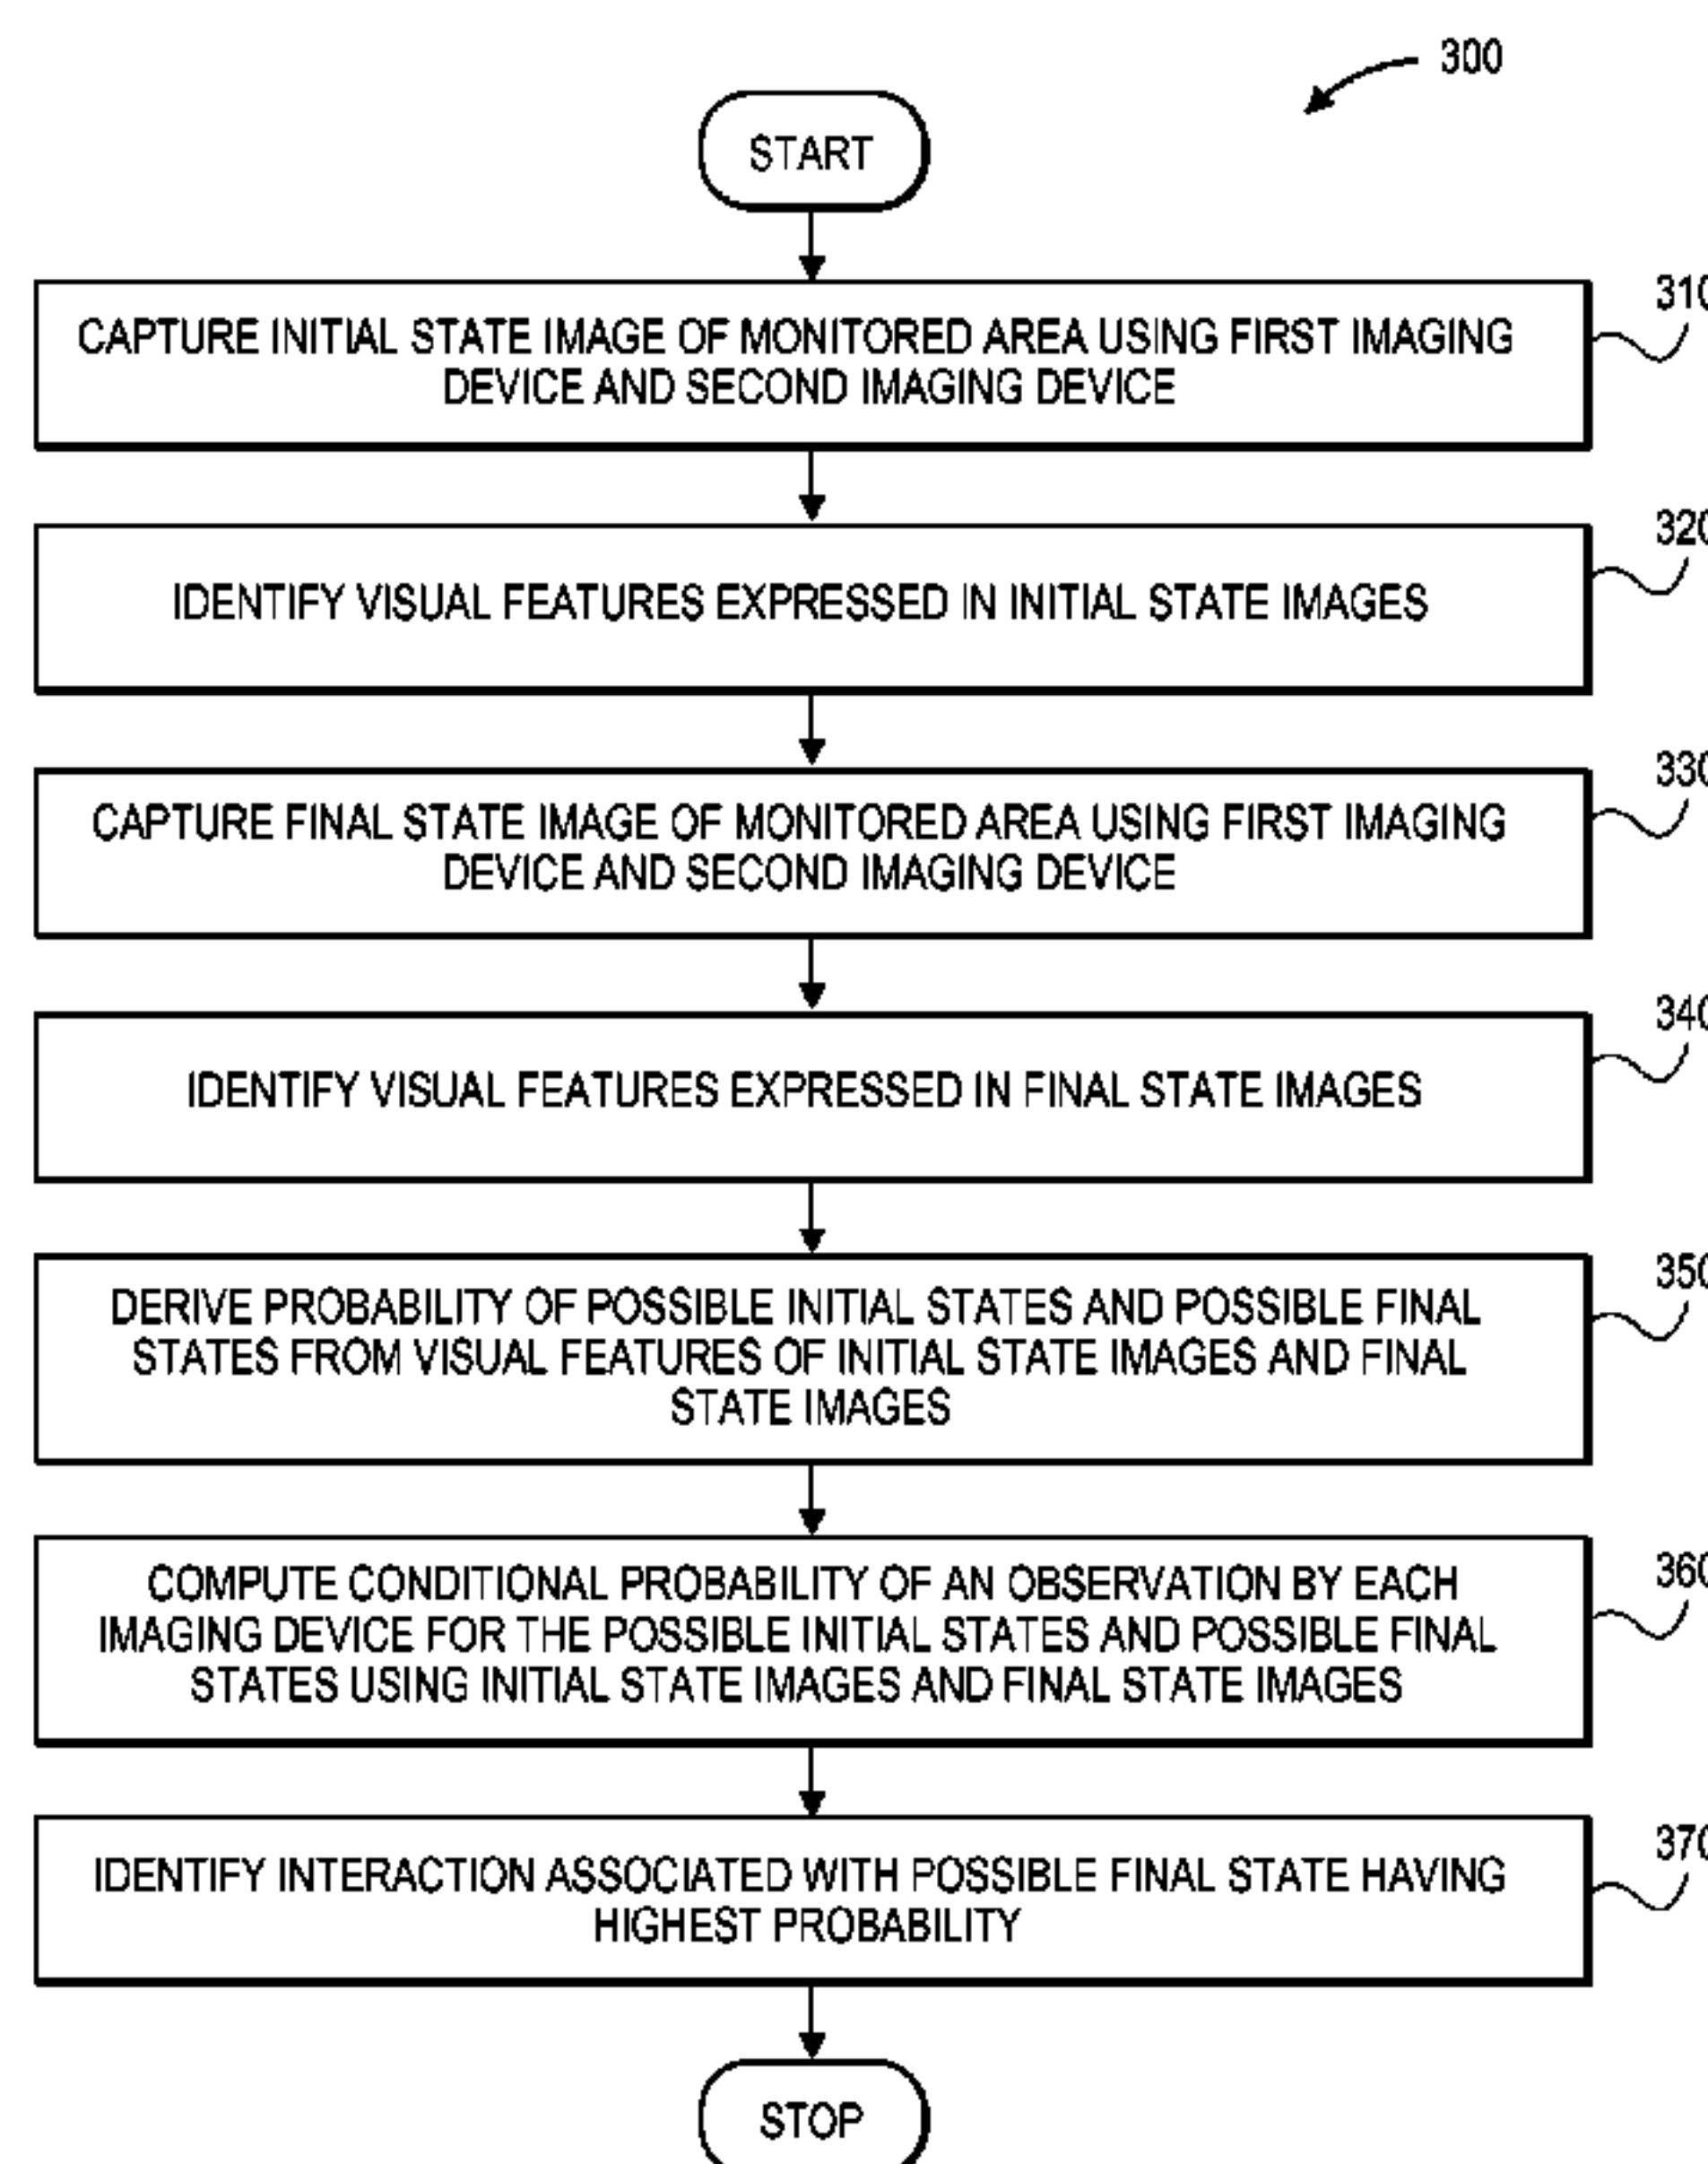 300
START
CAPTURE INITIAL STATE IMAGE OF MONITORED AREA USING FIRST IMAGING
DEVICE AND SECOND IMAGING DEVICE
310
IDENTIFY VISUAL FEATURES EXPRESSED IN INITIAL STATE IMAGES
320
CAPTURE FINAL STATE IMAGE OF MONITORED AREA USING FIRST IMAGING
DEVICE AND SECOND IMAGING DEVICE
330
IDENTIFY VISUAL FEATURES EXPRESSED IN FINAL STATE IMAGES
340
DERIVE PROBABILITY OF POSSIBLE INITIAL STATES AND POSSIBLE FINAL
STATES FROM VISUAL FEATURES OF INITIAL STATE IMAGES AND FINAL
STATE IMAGES
350
COMPUTE CONDITIONAL PROBABILITY OF AN OBSERVATION BY EACH
IMAGING DEVICE FOR THE POSSIBLE INITIAL STATES AND POSSIBLE FINAL
STATES USING INITIAL STATE IMAGES AND FINAL STATE IMAGES
360
IDENTIFY INTERACTION ASSOCIATED WITH POSSIBLE FINAL STATE HAVING
HIGHEST PROBABILITY
370
STOP